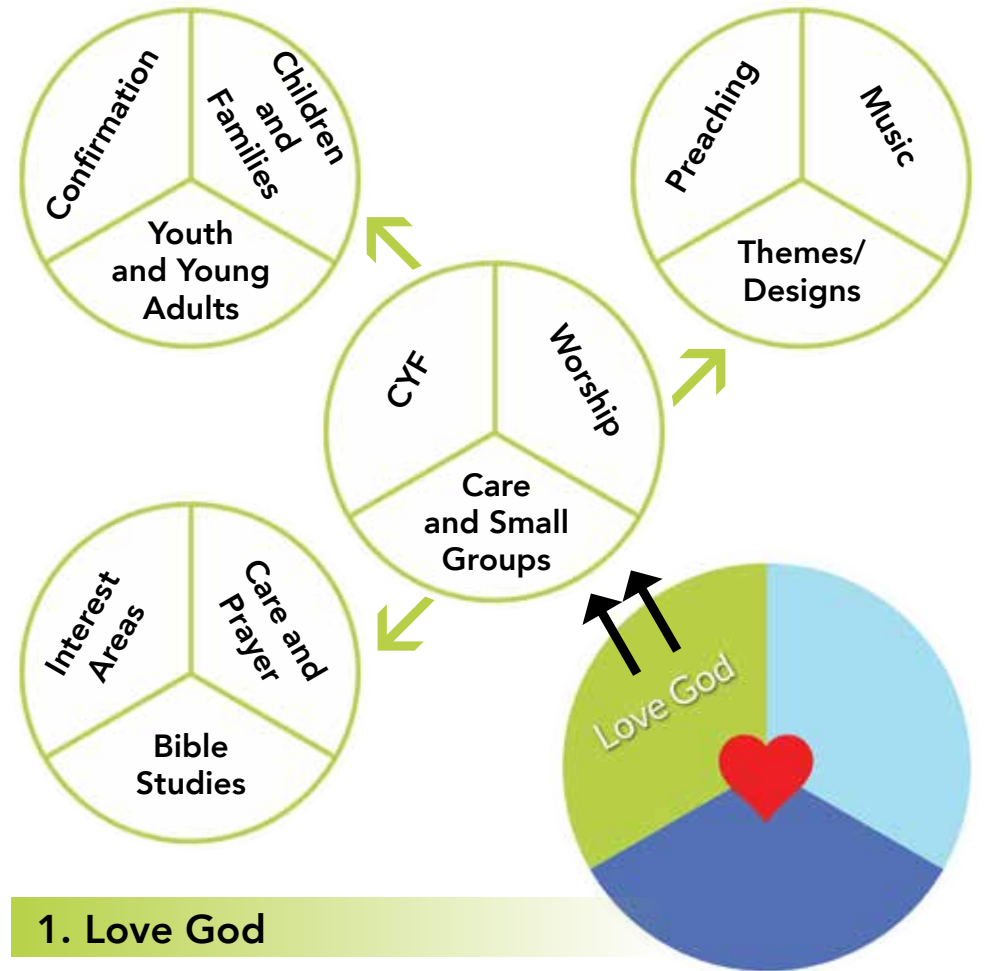 Confirmation
Children
and
Families
Youth
and Young
Adults
Preaching
Music
Themes/
Designs
CYF
Worship
Care
and Small
Groups
Interest
Areas
Care and
Prayer
Bible
Studies
Love God
1. Love God